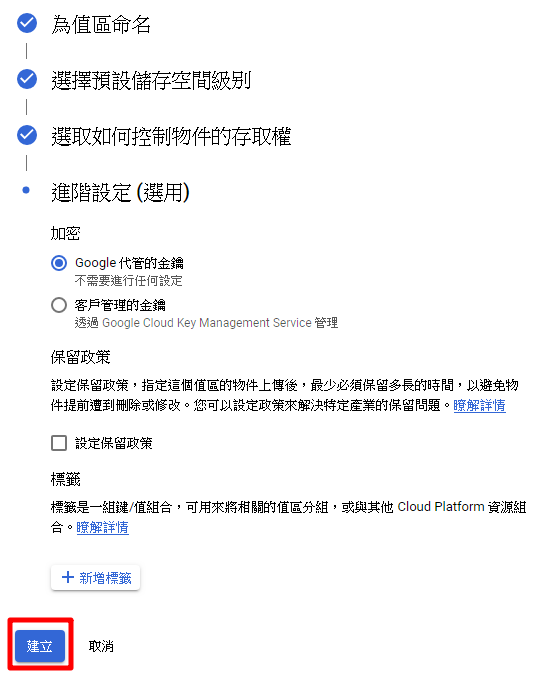 為值區命名
選擇預設儲存空間級別
選取如何控制物件的存取權
進階設定 (選用)
加密
Google 代管的金鑰
不需要進行任何設定
客戶管理的金鑰
透過 Google Cloud Key Management Service 管理
保留政策
設定保留政策，指定這個值區的物件上傳後，最少必須保留多長的時間，以避免物
件提前遭到刪除或修改。您可以設定政策來解決特定產業的保留問題。瞭解詳情
設定保留政策
標籤
標籤是一組鍵/值組合，可用來將相關的值區分組，或與其他 Cloud Platform 資源組
合。瞭解詳情
+ 新增標籤
建立 取消